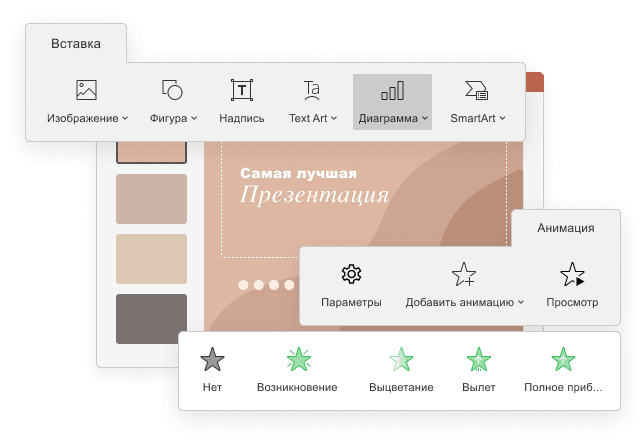 Вставка
Изображение Фигура Надпись Text Art Диаграмма SmartArt
Самая лучшая
Презентация
Анимация
Параметры Добавить анимацию Просмотр
Нет Возникновение Выцветание Вылет Полное приб...